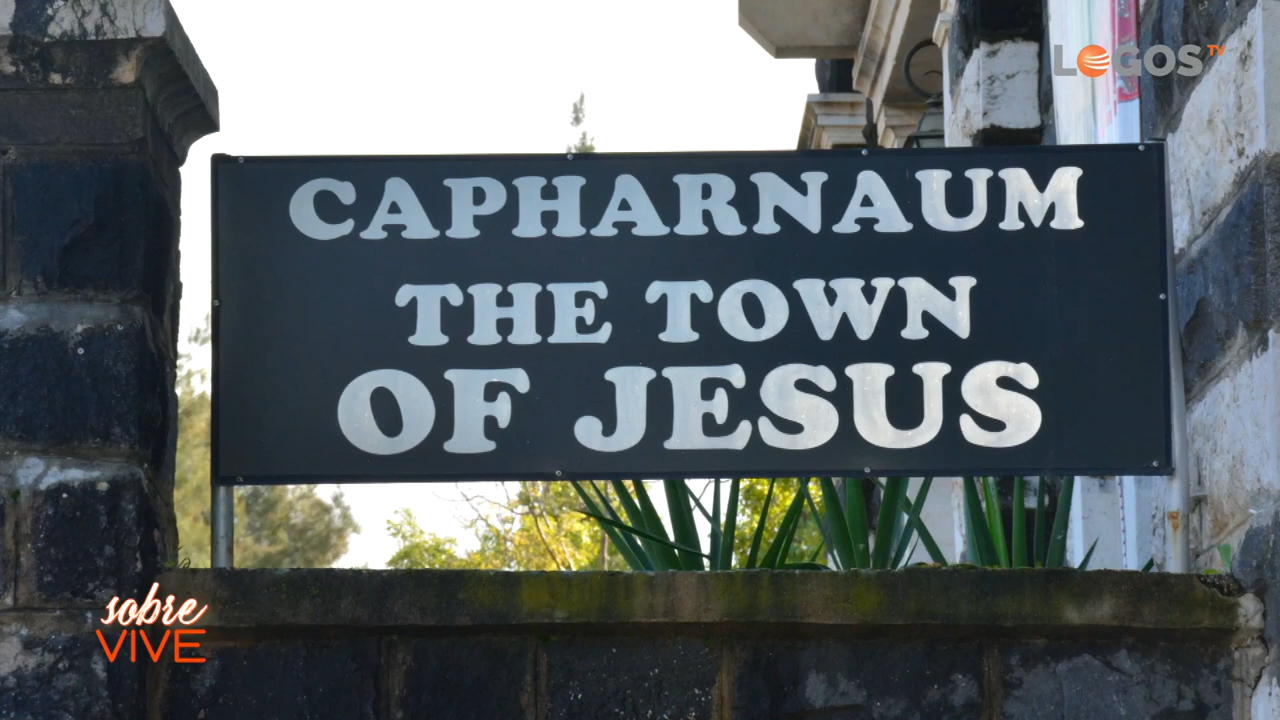 LOGOS TV
CAPHARNAUM
THE TOWN
OF JESUS
sobre
VIVE